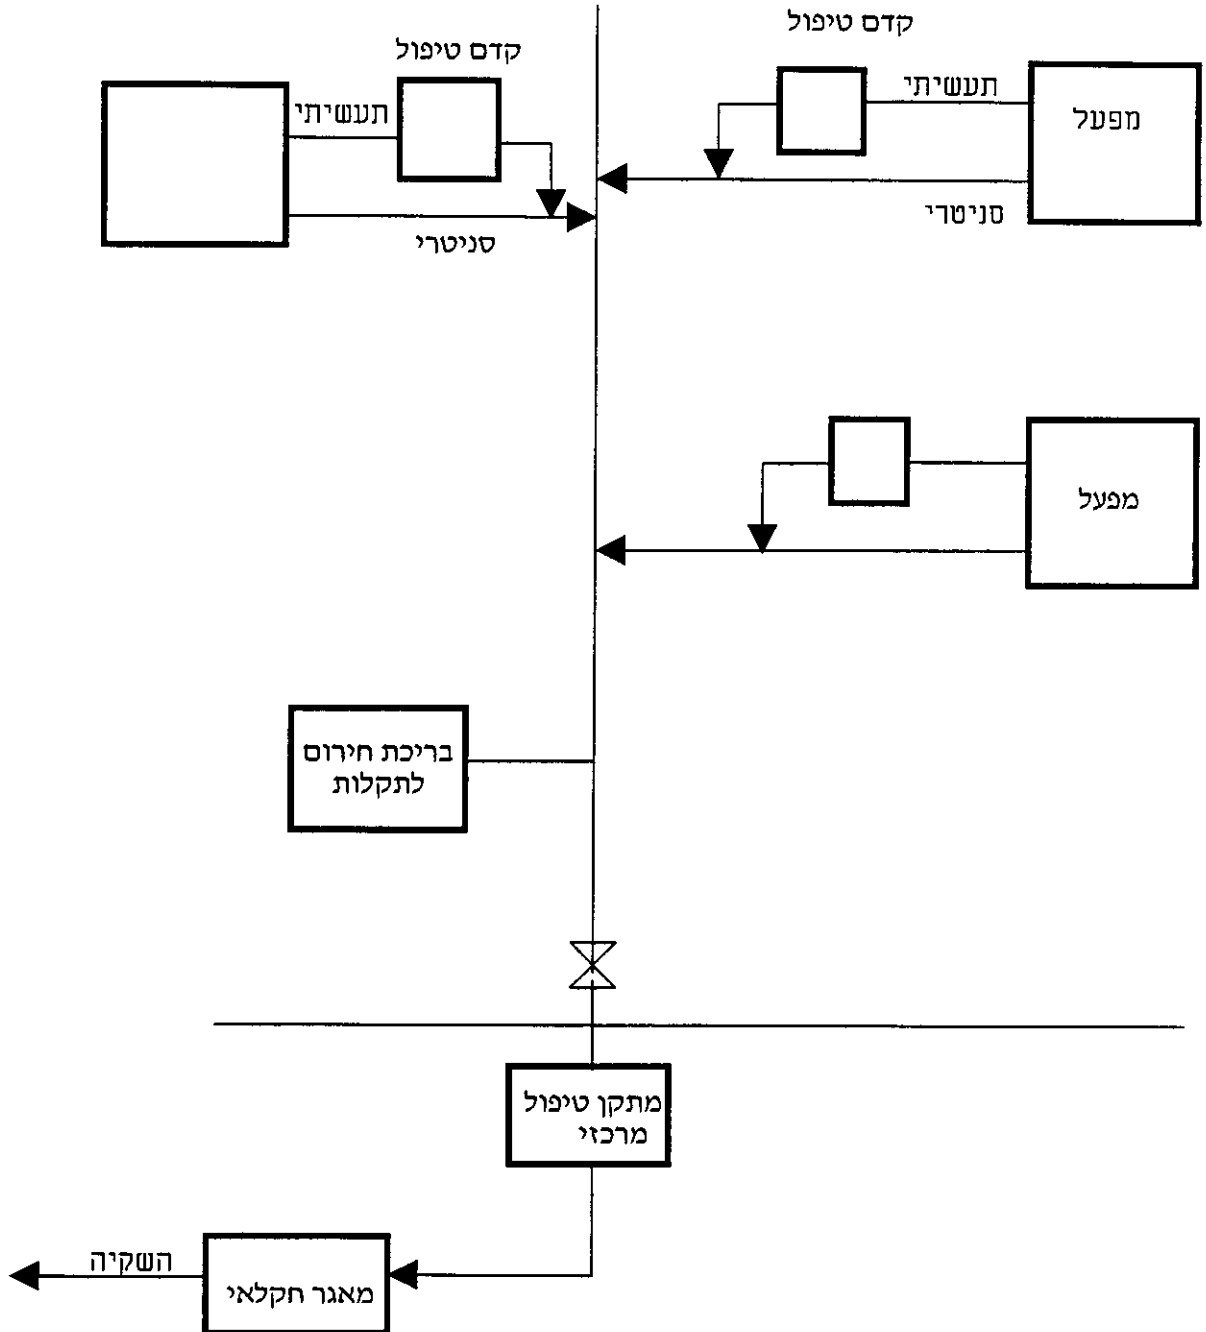 קדם טיפול
קדם טיפול
תעשיתי
מפעל
תעשיתי
סניטרי
סניטרי
מפעל
בריכת חירום
לתקלות
מתקן טיפול
מרכזי
השקיה
מאגר חקלאי